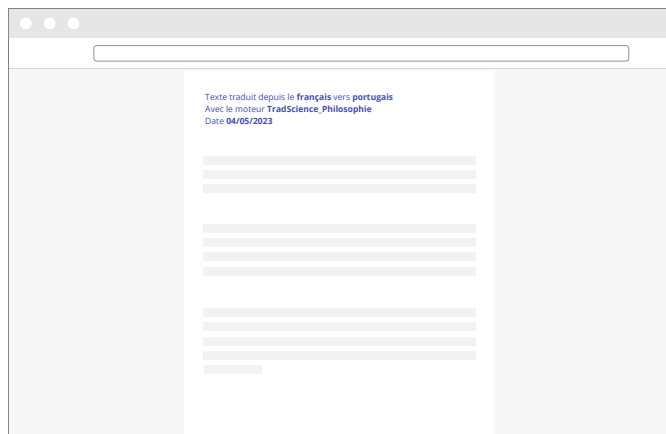 Texte traduit depuis le français vers portugais
Avec le moteur TradScience_Philosophie
Date 04/05/2023